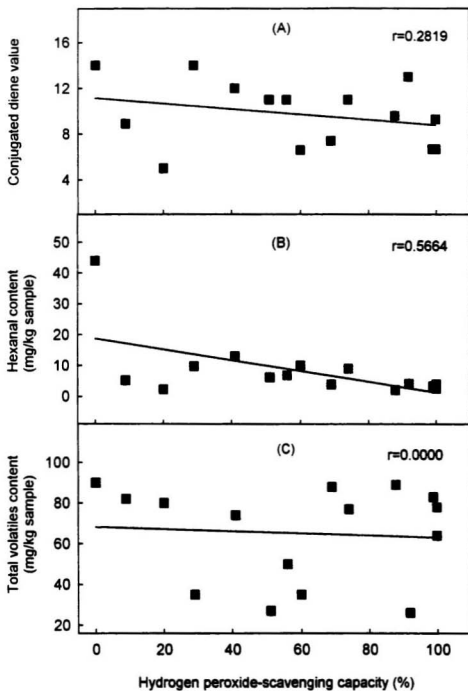 (A)
r=0.2819
Conjugated diene value
16
12
8
4
(B)
r=0.5664
Hexanal content
(mg/kg sample)
50
40
30
20
10
0
(C)
r=0.0000
Total volatiles content
(mg/kg sample)
100
80
60
40
20
0 20 40 60 80 100
Hydrogen peroxide-scavenging capacity (%)